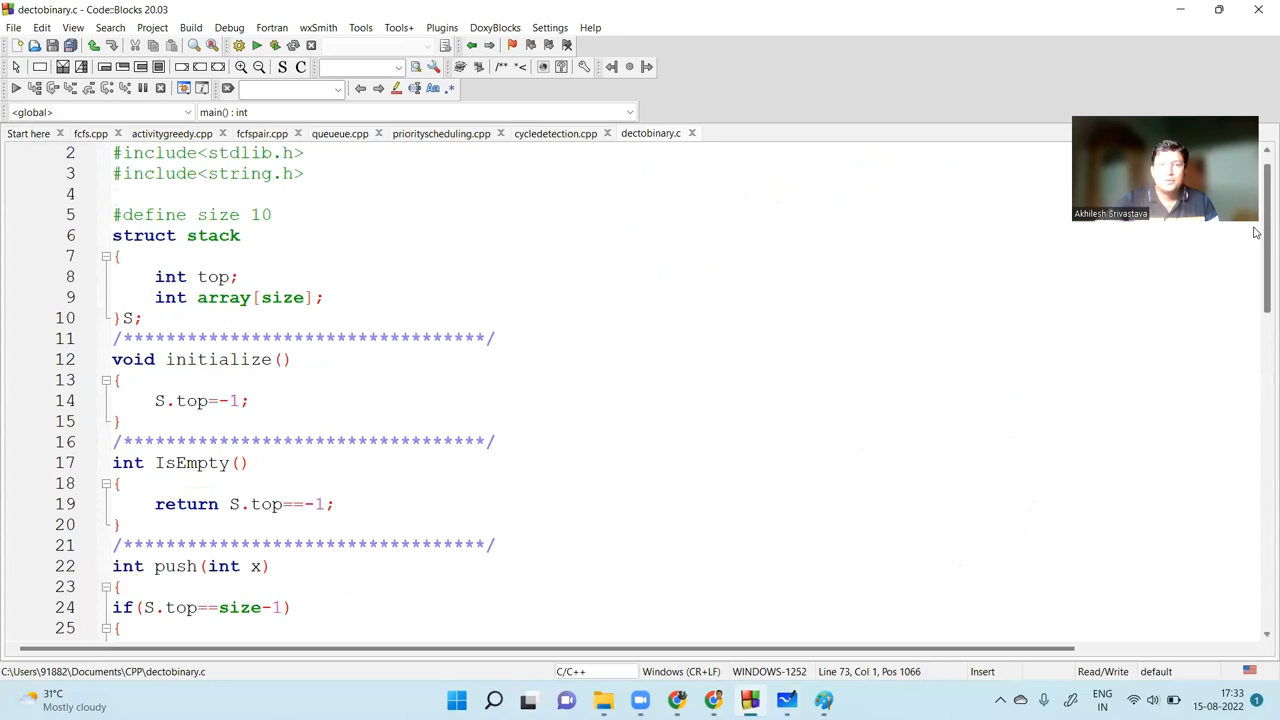 dectobinary.c - Code::Blocks 20.03
File Edit View Search Project Build Debug Fortran wxSmith Tools Tools+ Plugins DoxyBlocks Settings Help
S C /** *<
Aa .*
<global> main() : int
Start here fcfs.cpp activitygreedy.cpp fcfspair.cpp queueue.cpp priorityscheduling.cpp cycledetection.cpp dectobinary.c
2 #include<stdlib.h>
3 #include<string.h>
4
5 #define size 10
6 struct stack
7 {
8 int top;
9 int array[size];
10 }S;
11 /**********************************/
12 void initialize()
13 {
14 S.top=-1;
15 }
16 /**********************************/
17 int IsEmpty()
18 {
19 return S.top==-1;
20 }
21 /**********************************/
22 int push(int x)
23 {
24 if(S.top==size-1)
25 {
Akhilesh Srivastava
C:\Users\91882\Documents\CPP\dectobinary.c C/C++ Windows (CR+LF) WINDOWS-1252 Line 73, Col 1, Pos 1066 Insert Read/Write default
31°C
Mostly cloudy
ENG
IN
17:33
15-08-2022
1